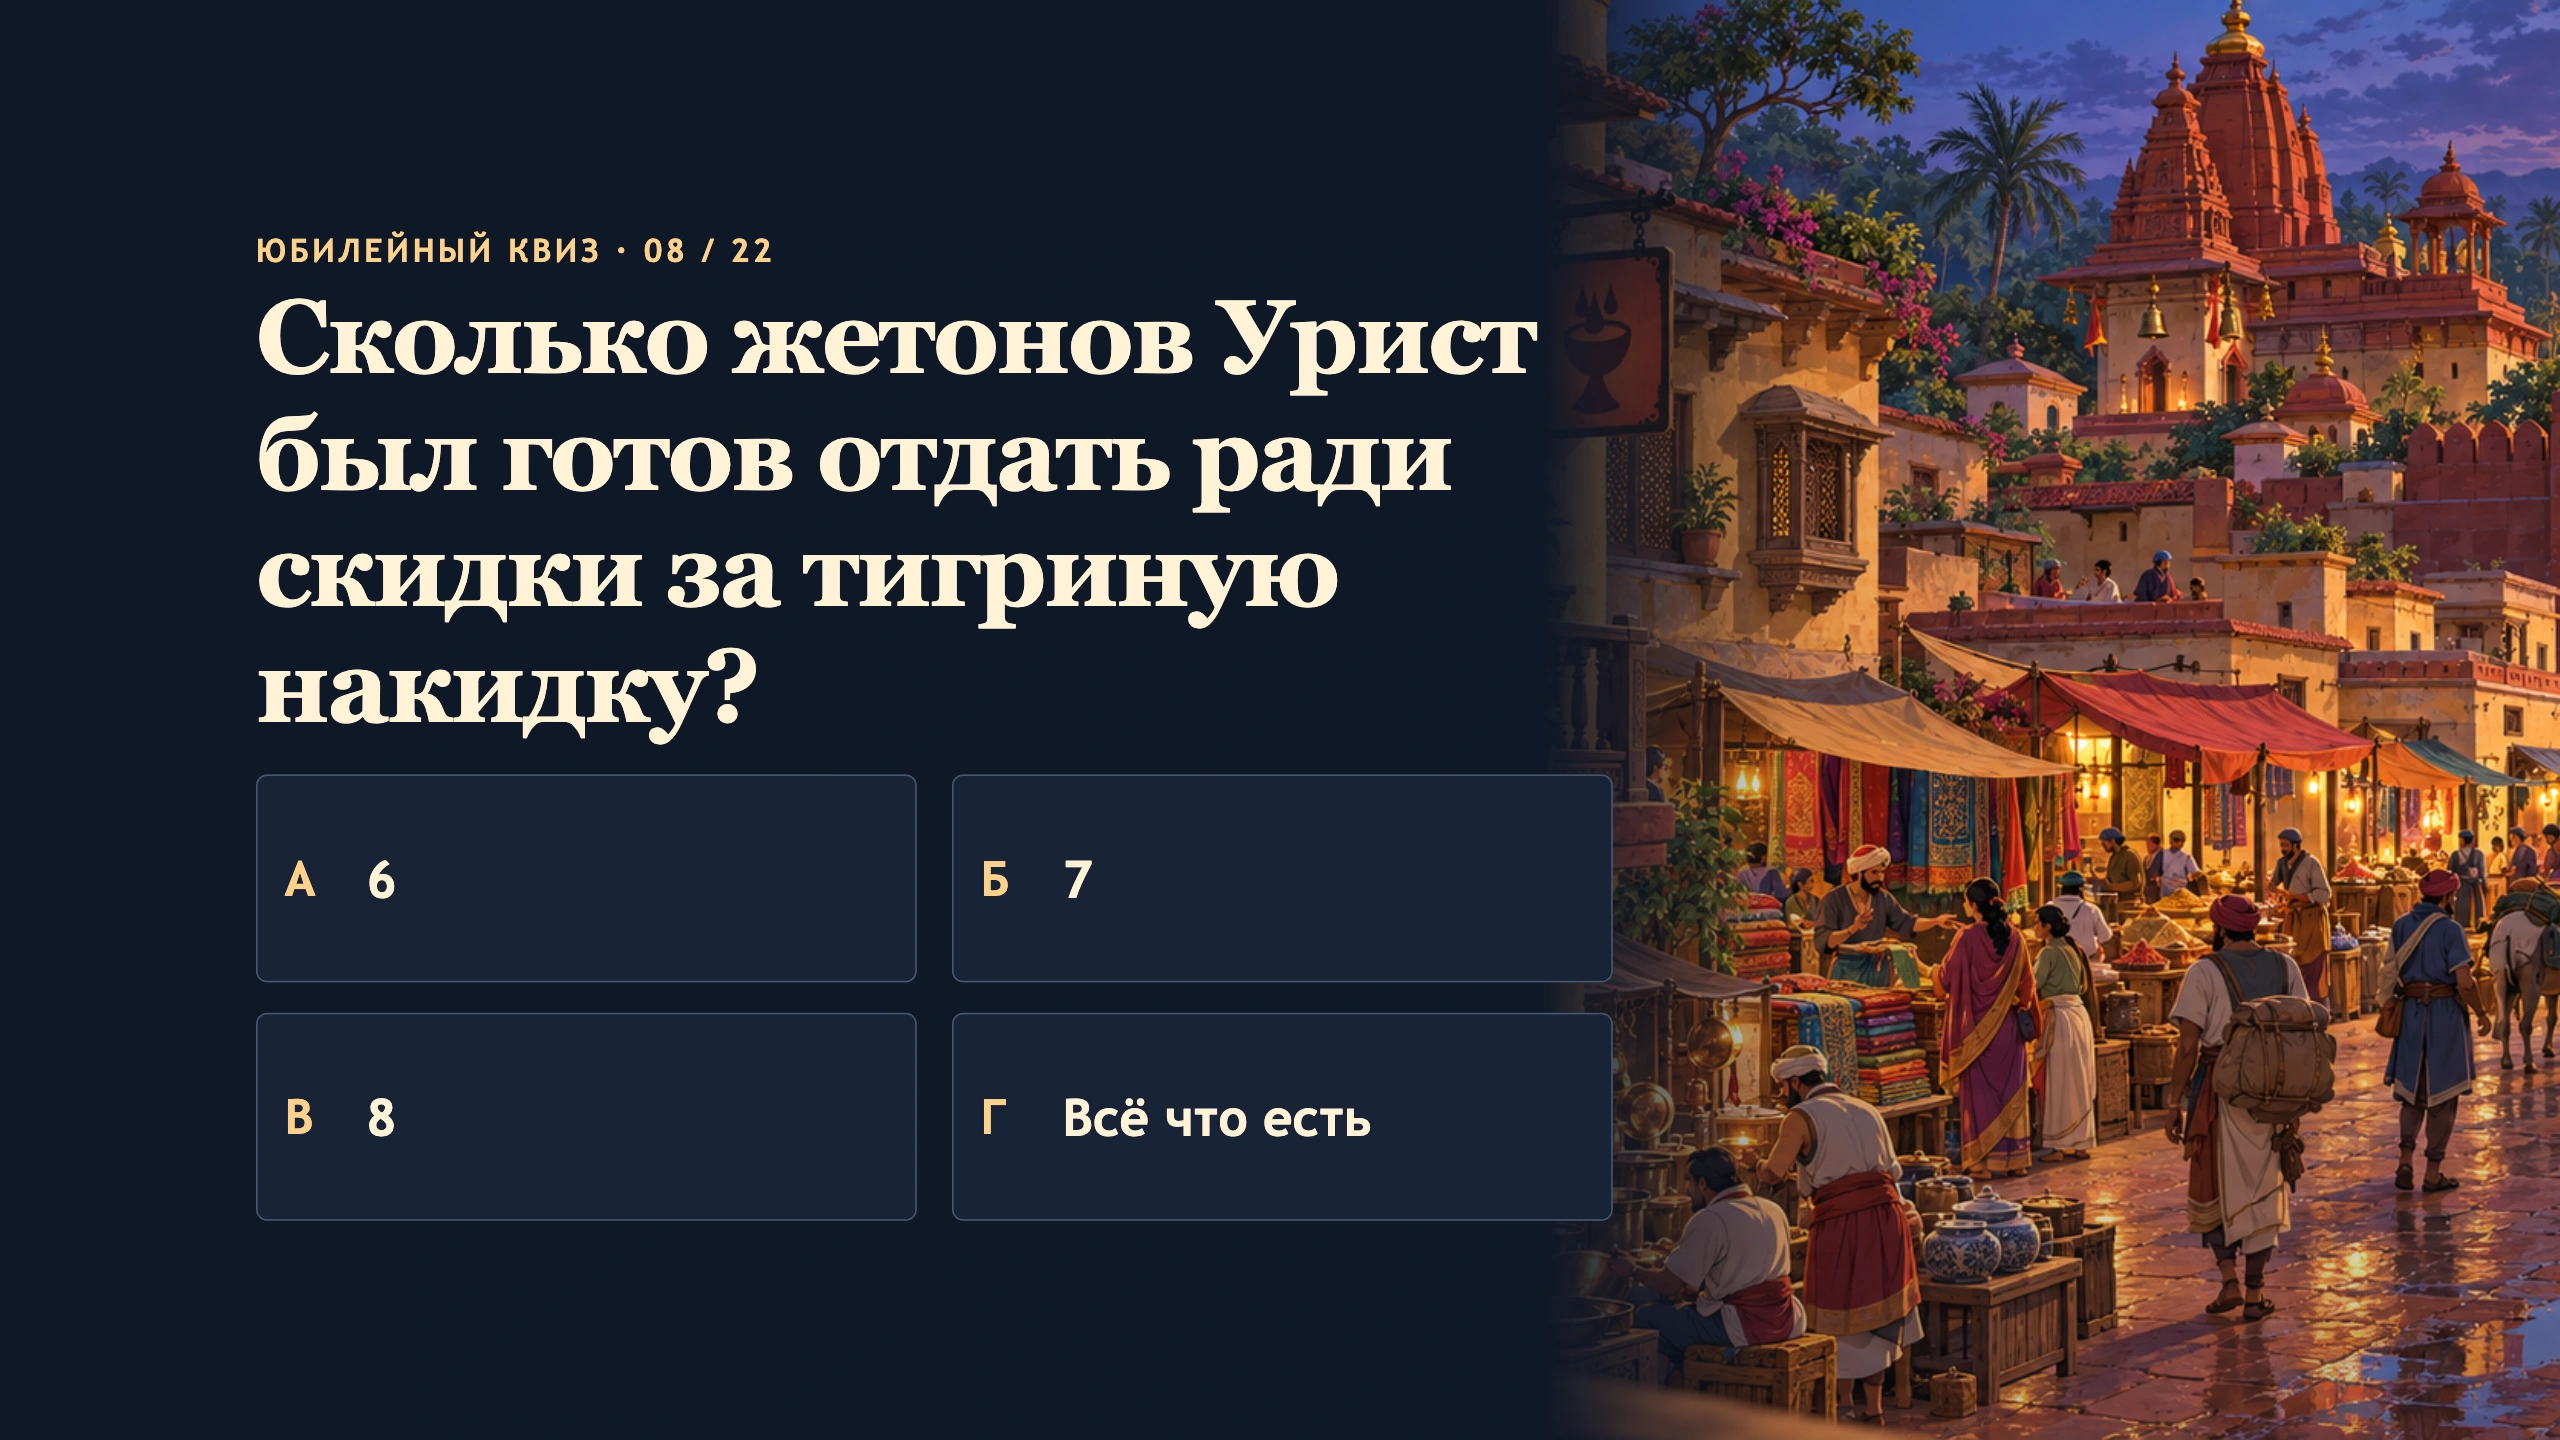 ЮБИЛЕЙНЫЙ КВИЗ · 08 / 22
Сколько жетонов Урист
был готов отдать ради
скидки за тигриную
накидку?
А 6
Б 7
В 8
Г Всё что есть